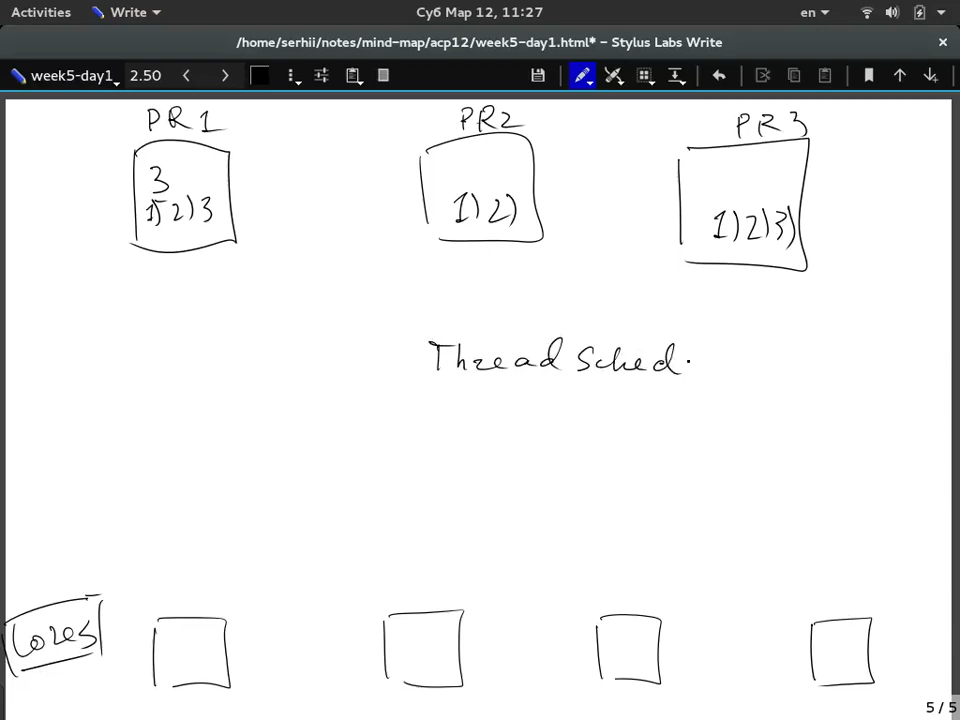 Activities Write Суб Мар 12, 11:27 en
/home/serhii/notes/mind-map/acp12/week5-day1.html* – Stylus Labs Write
week5-day1 2.50
PR1 PR2 PR3
3
1) 2) 3 1) 2) 1) 2) 3)
Thread Sched.
Cores
5 / 5